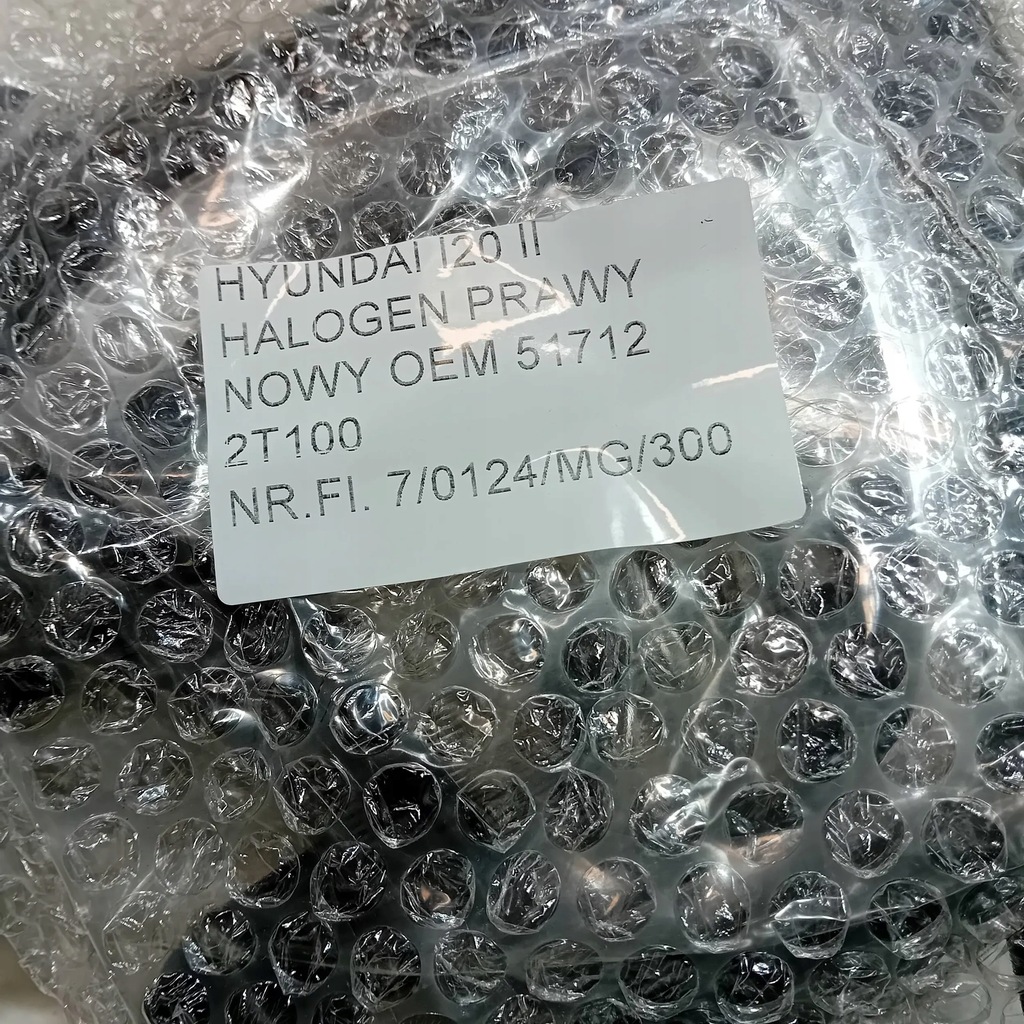 HYUNDAI I20 II
HALOGEN PRAWY
NOWY OEM 51712
2T100
NR.FI. 7/0124/MG/300